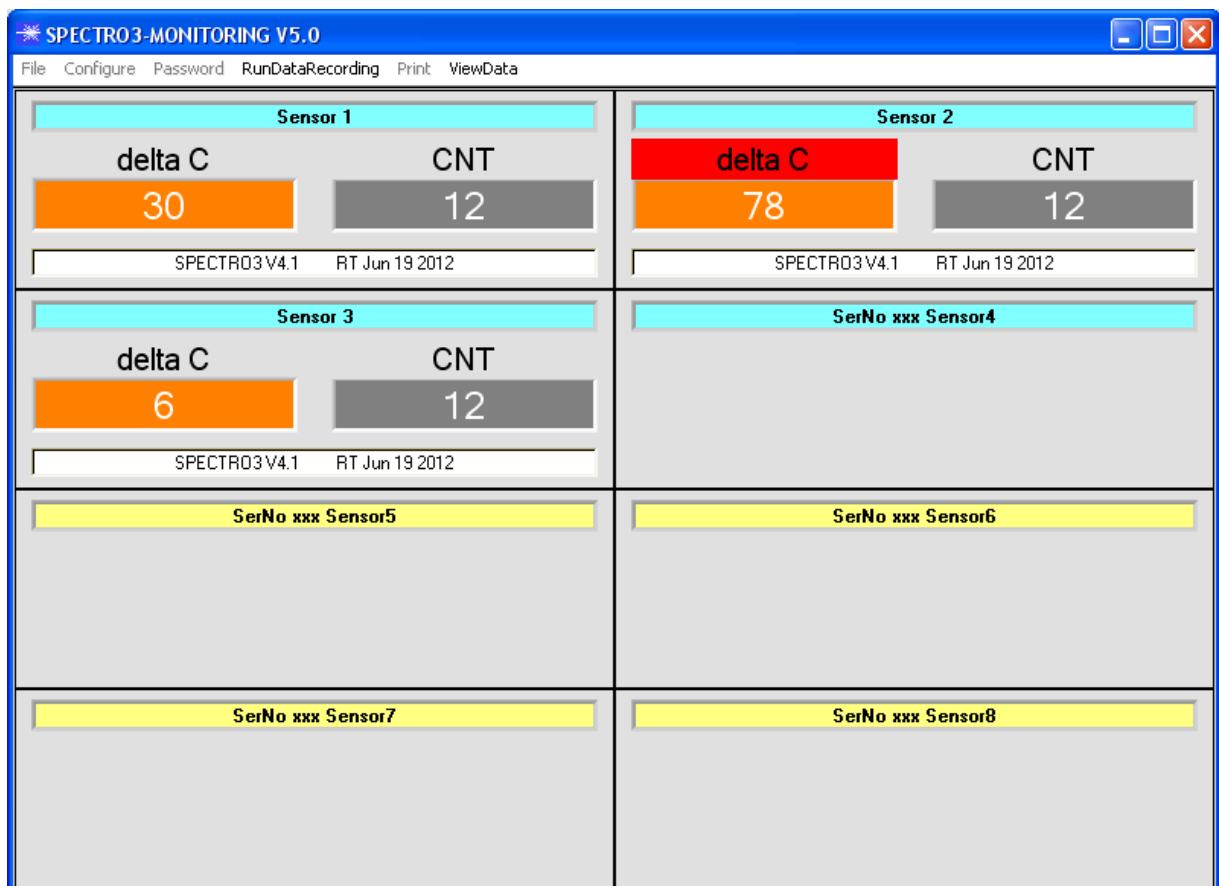 SPECTRO3-MONITORING V5.0
File Configure Password RunDataRecording Print ViewData
Sensor 1
delta C CNT
30 12
SPECTRO3 V4.1 RT Jun 19 2012
Sensor 2
delta C CNT
78 12
SPECTRO3 V4.1 RT Jun 19 2012
Sensor 3
delta C CNT
6 12
SPECTRO3 V4.1 RT Jun 19 2012
SerNo xxx Sensor4
SerNo xxx Sensor5
SerNo xxx Sensor6
SerNo xxx Sensor7
SerNo xxx Sensor8